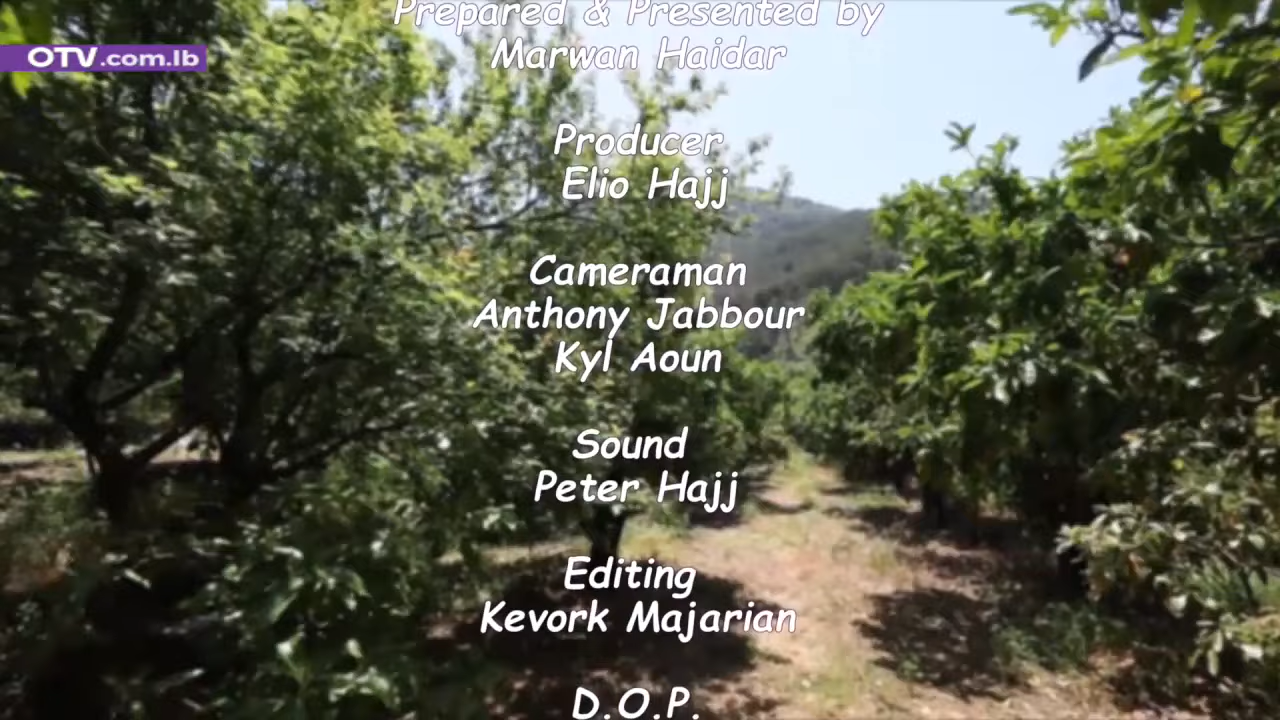 Prepared & Presented by
OTV.com.lb
Marwan Haidar
Producer
Elio Hajj
Cameraman
Anthony Jabbour
Kyl Aoun
Sound
Peter Hajj
Editing
Kevork Majarian
D.O.P.